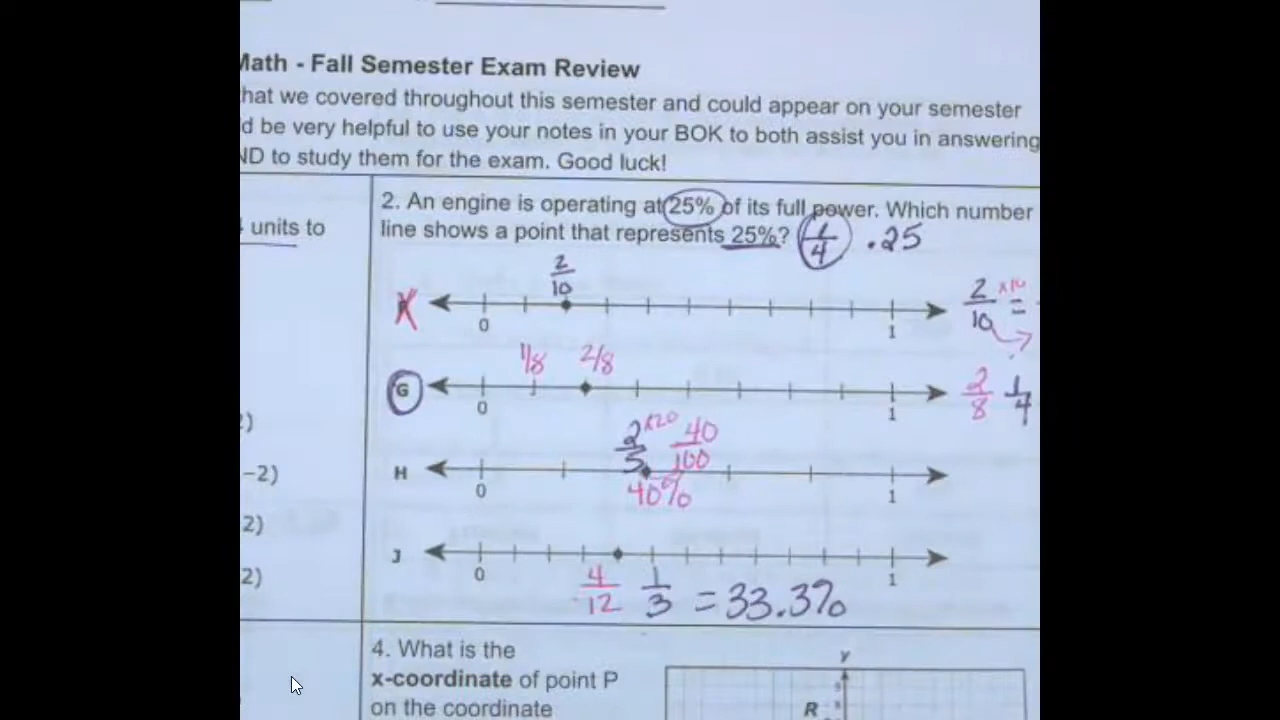 Math - Fall Semester Exam Review
that we covered throughout this semester and could appear on your semester
d be very helpful to use your notes in your BOK to both assist you in answering
ND to study them for the exam. Good luck!
units to
2. An engine is operating at 25% of its full power. Which number
line shows a point that represents 25%? 1/4 .25
2/10
0 1
2/10 x10 =
G
1/8 2/8
0 1
2/8 1/4
H
2/5 x20 40/100
40%
0 1
J
0 1
4/12 1/3 = 33.3%
)
-2)
2)
2)
4. What is the
x-coordinate of point P
on the coordinate
y
R